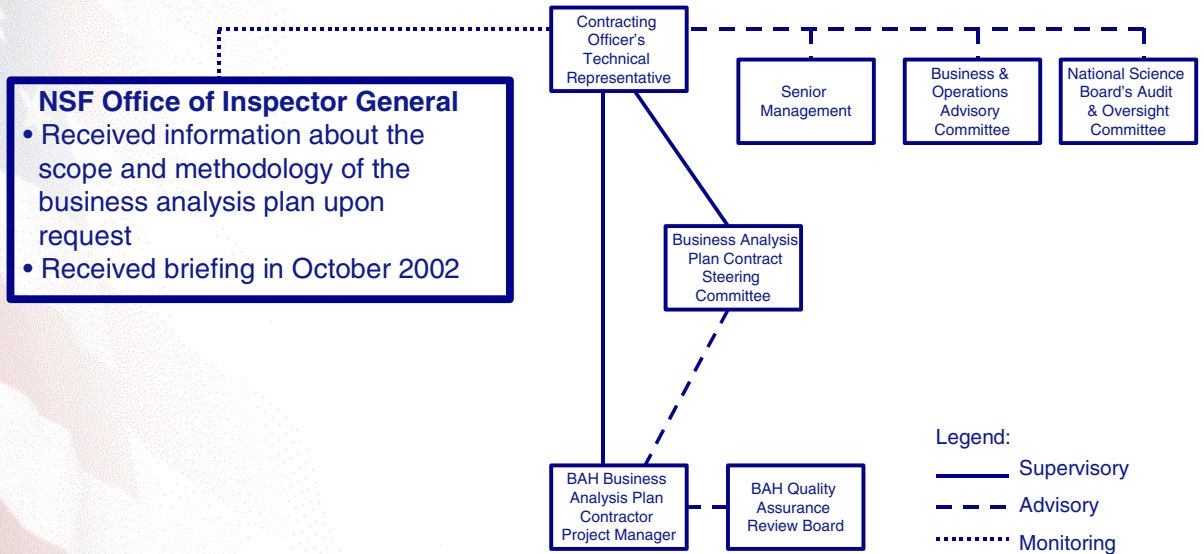 Contracting
Officer's
Technical
Representative
NSF Office of Inspector General
• Received information about the
scope and methodology of the
business analysis plan upon
request
• Received briefing in October 2002
Senior
Management
Business &
Operations
Advisory
Committee
National Science
Board's Audit
& Oversight
Committee
Business Analysis
Plan Contract
Steering
Committee
BAH Business
Analysis Plan
Contractor
Project Manager
BAH Quality
Assurance
Review Board
Legend:
Supervisory
Advisory
Monitoring